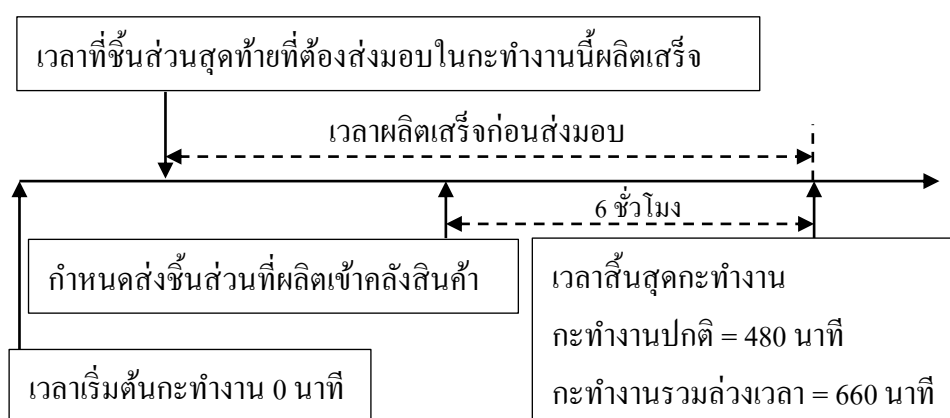 เวลาที่ชิ้นส่วนสุดท้ายที่ต้องส่งมอบในกะทำงานนี้ผลิตเสร็จ
เวลาผลิตเสร็จก่อนส่งมอบ
6 ชั่วโมง
กำหนดส่งชิ้นส่วนที่ผลิตเข้าคลังสินค้า
เวลาสิ้นสุดกะทำงาน
กะทำงานปกติ = 480 นาที
กะทำงานรวมล่วงเวลา = 660 นาที
เวลาเริ่มต้นกะทำงาน 0 นาที